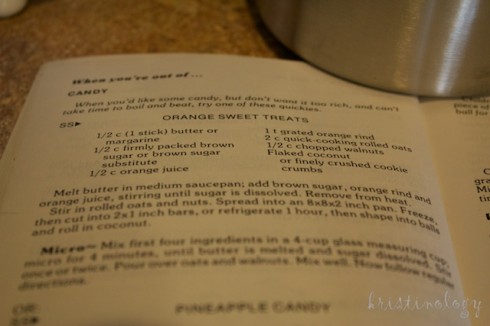 When you're out of ...
CANDY
When you'd like some candy, but don't want it too rich, and can't
take time to boil and heat, try one of these quickies.
ORANGE SWEET TREATS
SS▶
1/2 c (1 stick) butter or
margarine
1/2 c firmly packed brown
sugar or brown sugar
substitute
1/2 c orange juice
1 t grated orange rind
2 c quick-cooking rolled oats
1/2 c chopped walnuts
Flaked coconut
or finely crushed cookie
crumbs
Melt butter in medium saucepan; add brown sugar, orange rind and
orange juice, stirring until sugar is dissolved. Remove from heat.
Stir in rolled oats and nuts. Spread into an 8x8x2 inch pan. Freeze,
then cut into 2x1 inch bars, or refrigerate 1 hour, then shape into balls
and roll in coconut.
Micro~ Mix first four ingredients in a 4-cup glass measuring cup,
micro for 4 minutes, until butter is melted and sugar dissolved. Stir
once or twice. Pour over oats and walnuts. Mix well. Now follow regular
directions.
PINEAPPLE CANDY
piece of
ball for
kristinology